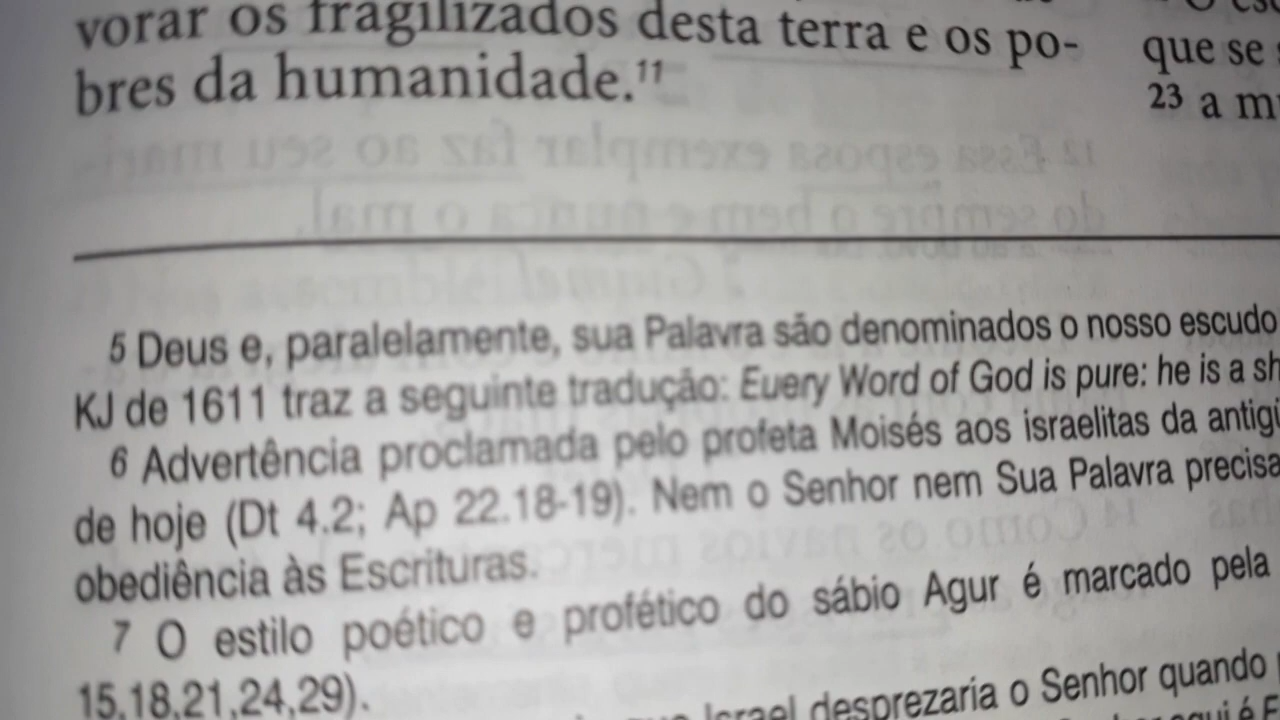 vorar os fragilizados desta terra e os po-
bres da humanidade.¹¹
que se
23 a m
5 Deus e, paralelamente, sua Palavra são denominados o nosso escudo
KJ de 1611 traz a seguinte tradução: Euery Word of God is pure: he is a sh
6 Advertência proclamada pelo profeta Moisés aos israelitas da antigü
de hoje (Dt 4.2; Ap 22.18-19). Nem o Senhor nem Sua Palavra precisa
obediência às Escrituras.
7 O estilo poético e profético do sábio Agur é marcado pela
15,18,21,24,29).
que Israel desprezaria o Senhor quando